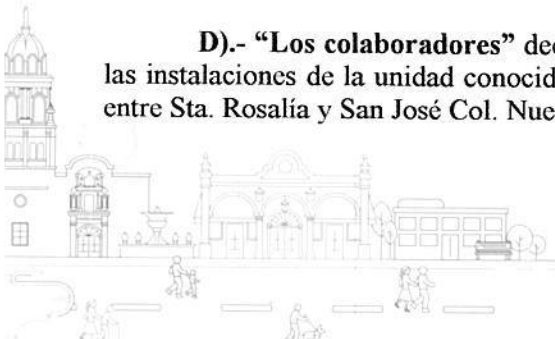 D).- “Los colaboradores”
las instalaciones de la unidad
entre Sta. Rosalía y San José Col.